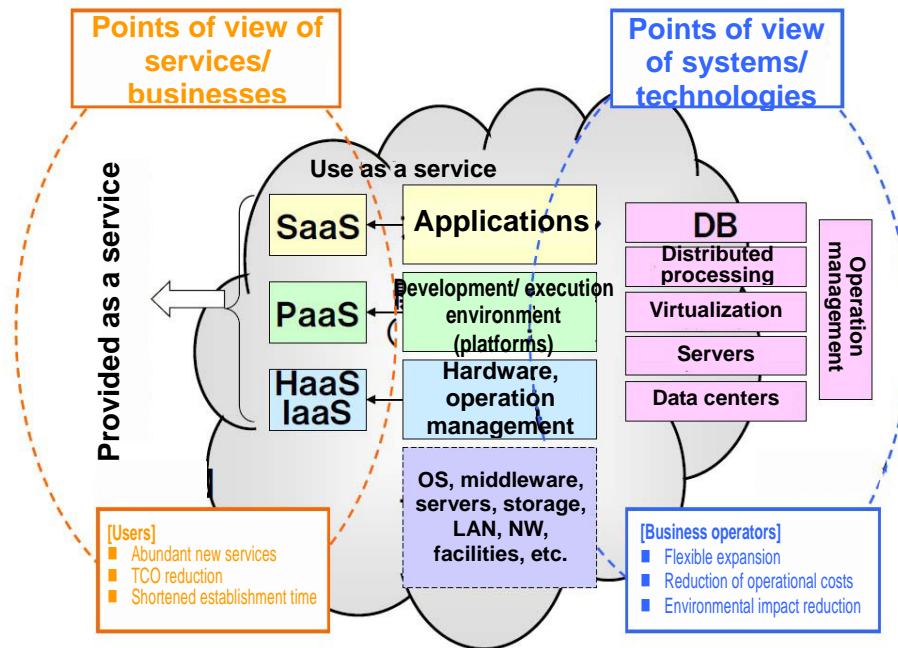 Points of view of
services/
businesses
Points of view
of systems/
technologies
Provided as a service
Use as a service
SaaS
Applications
PaaS
Development/ execution
environment
(platforms)
HaaS
IaaS
Hardware,
operation
management
OS, middleware,
servers, storage,
LAN, NW,
facilities, etc.
DB
Distributed
processing
Virtualization
Servers
Data centers
Operation
management
[Users]
■ Abundant new services
■ TCO reduction
■ Shortened establishment time
[Business operators]
■ Flexible expansion
■ Reduction of operational costs
■ Environmental impact reduction